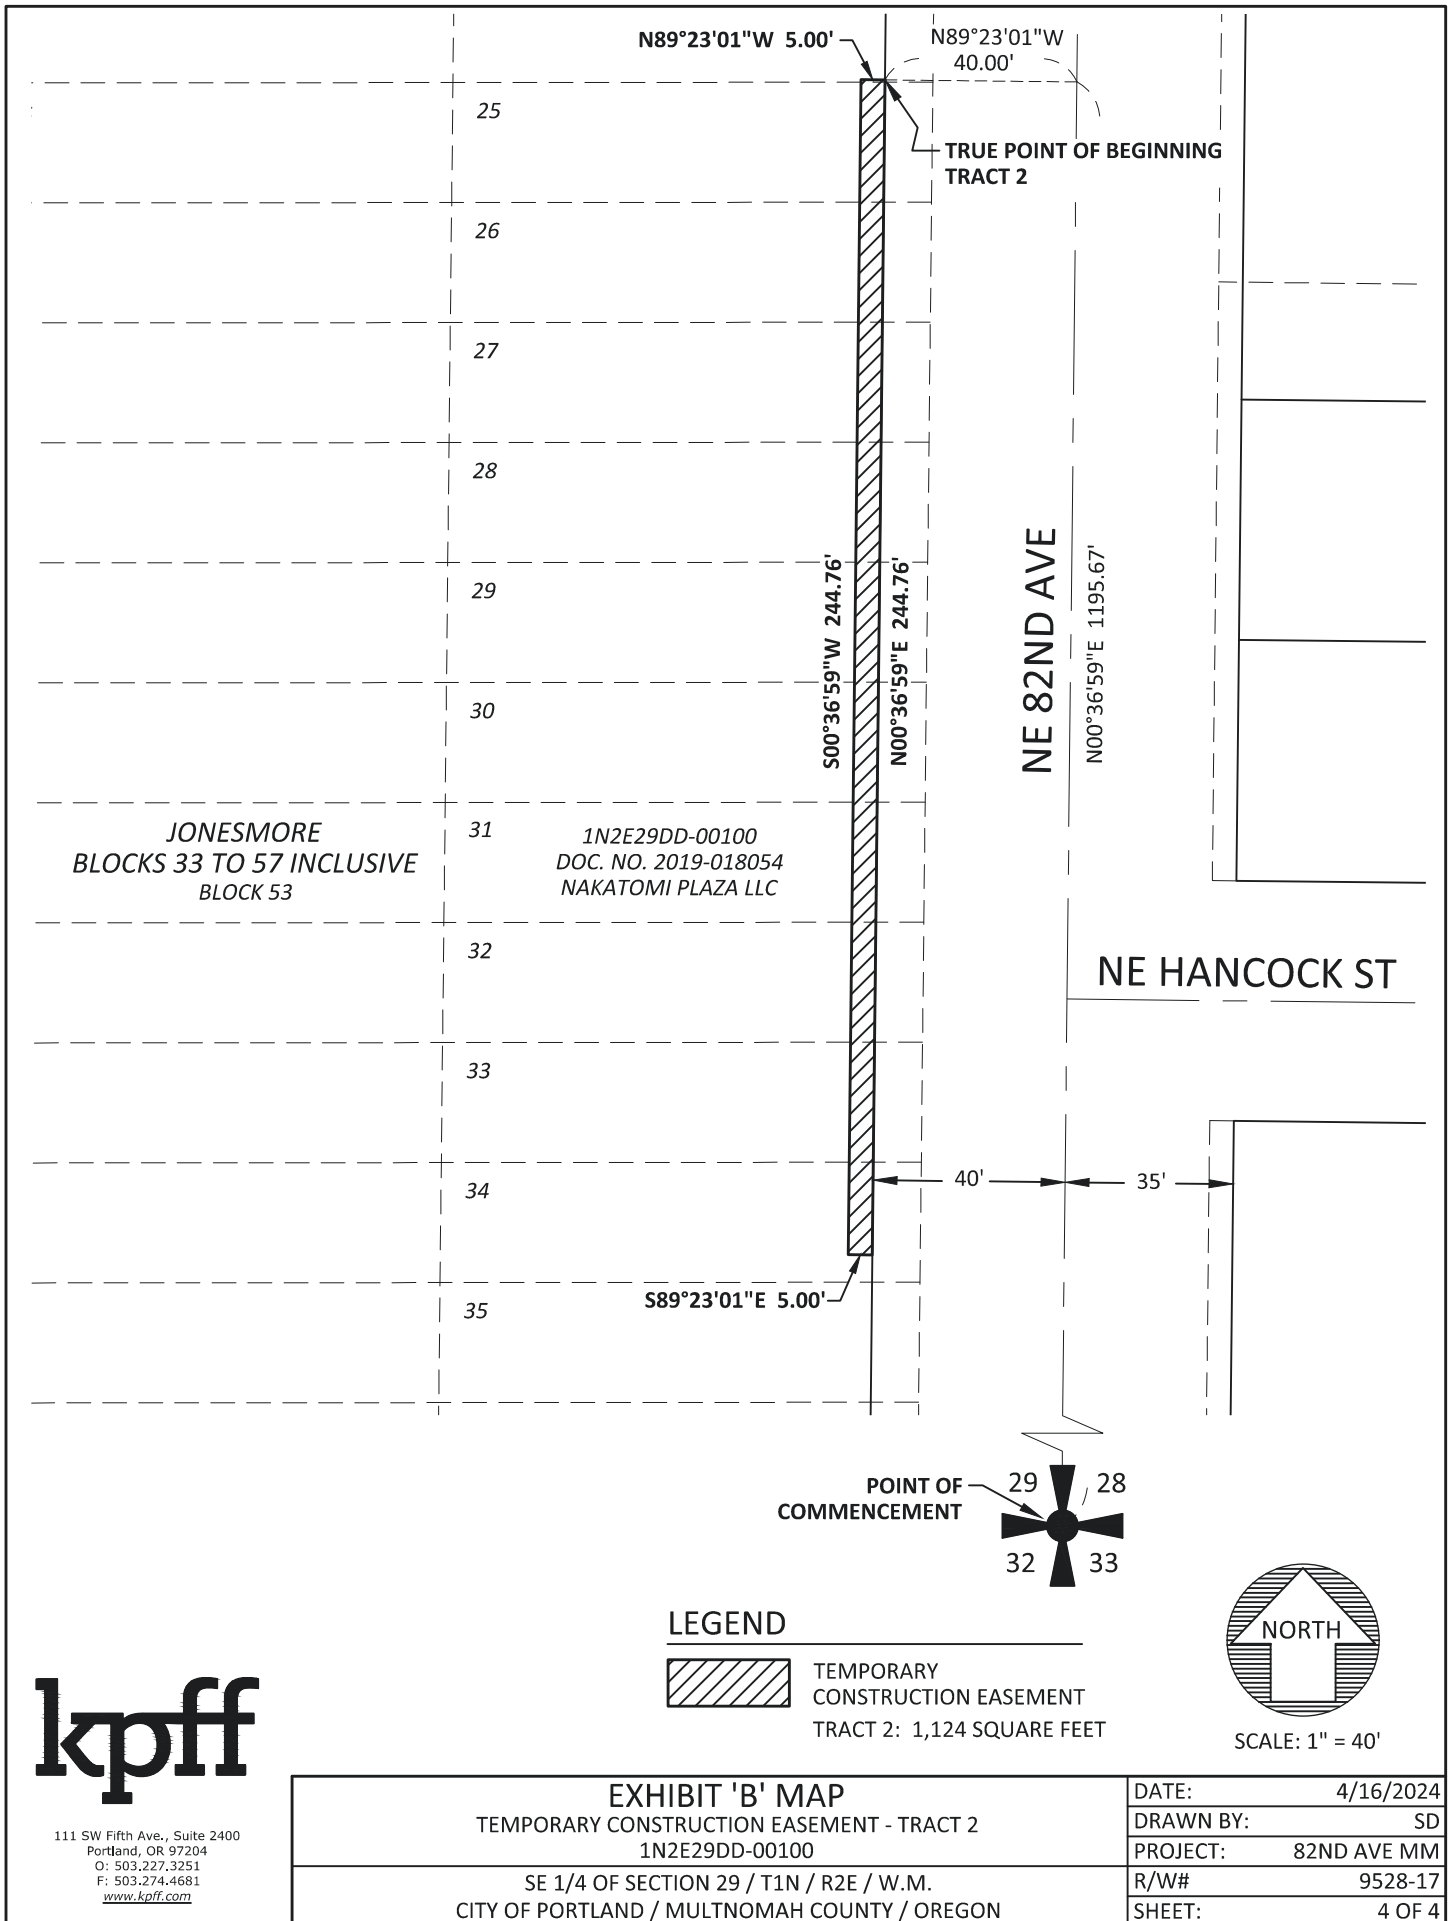 N89°23'01"W 5.00'
N89°23'01"W
40.00'
25
TRUE POINT OF BEGINNING
TRACT 2
26
27
28
29
S00°36'59"W 244.76'
N00°36'59"E 244.76'
NE 82ND AVE
N00°36'59"E 1195.67'
30
31
JONESMORE
BLOCKS 33 TO 57 INCLUSIVE
BLOCK 53
1N2E29DD-00100
DOC. NO. 2019-018054
NAKATOMI PLAZA LLC
32
NE HANCOCK ST
33
34
40'
35'
S89°23'01"E 5.00'
35
POINT OF
COMMENCEMENT
29
28
32
33
LEGEND
TEMPORARY
CONSTRUCTION EASEMENT
TRACT 2: 1,124 SQUARE FEET
NORTH
SCALE: 1" = 40'
kpff
111 SW Fifth Ave., Suite 2400
Portland, OR 97204
O: 503.227.3251
F: 503.274.4681
www.kpff.com
EXHIBIT 'B' MAP
TEMPORARY CONSTRUCTION EASEMENT - TRACT 2
1N2E29DD-00100
SE 1/4 OF SECTION 29 / T1N / R2E / W.M.
CITY OF PORTLAND / MULTNOMAH COUNTY / OREGON
DATE: 4/16/2024
DRAWN BY: SD
PROJECT: 82ND AVE MM
R/W# 9528-17
SHEET: 4 OF 4